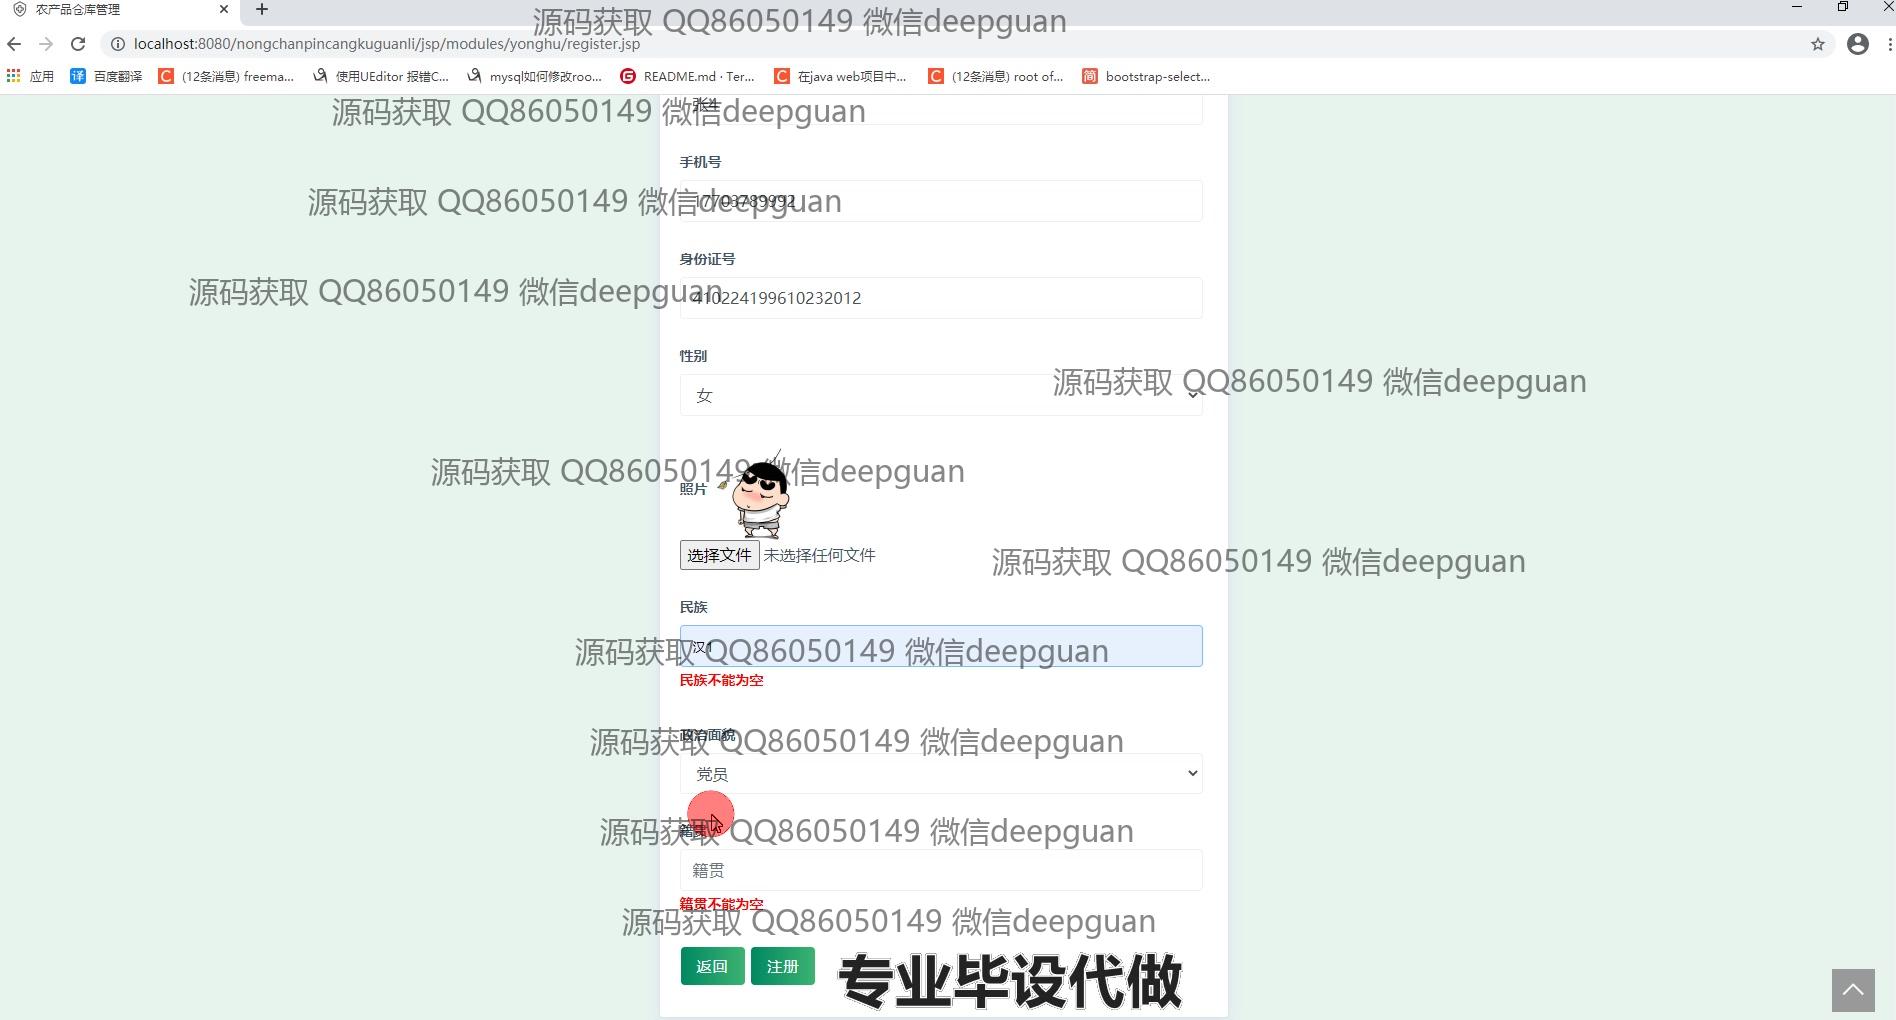 农产品仓库管理
源码获取 QQ86050149 微信deepguan
localhost:8080/nongchanpincangkuguanli/jsp/modules/yonghu/register.jsp
应用 百度翻译 (12条消息) freema... 使用UEditor 报错C... mysql如何修改roo... README.md · Ter... 在java web项目中... (12条消息) root of... bootstrap-select...
源码获取 QQ86050149 微信deepguan
手机号
17703789992
源码获取 QQ86050149 微信deepguan
身份证号
410224199610232012
源码获取 QQ86050149 微信deepguan
性别
女
源码获取 QQ86050149 微信deepguan
源码获取 QQ86050149 微信deepguan
照片
选择文件 未选择任何文件
源码获取 QQ86050149 微信deepguan
民族
汉1
源码获取 QQ86050149 微信deepguan
民族不能为空
政治面貌
源码获取 QQ86050149 微信deepguan
党员
籍贯
源码获取 QQ86050149 微信deepguan
籍贯
籍贯不能为空
源码获取 QQ86050149 微信deepguan
返回 注册
专业毕设代做